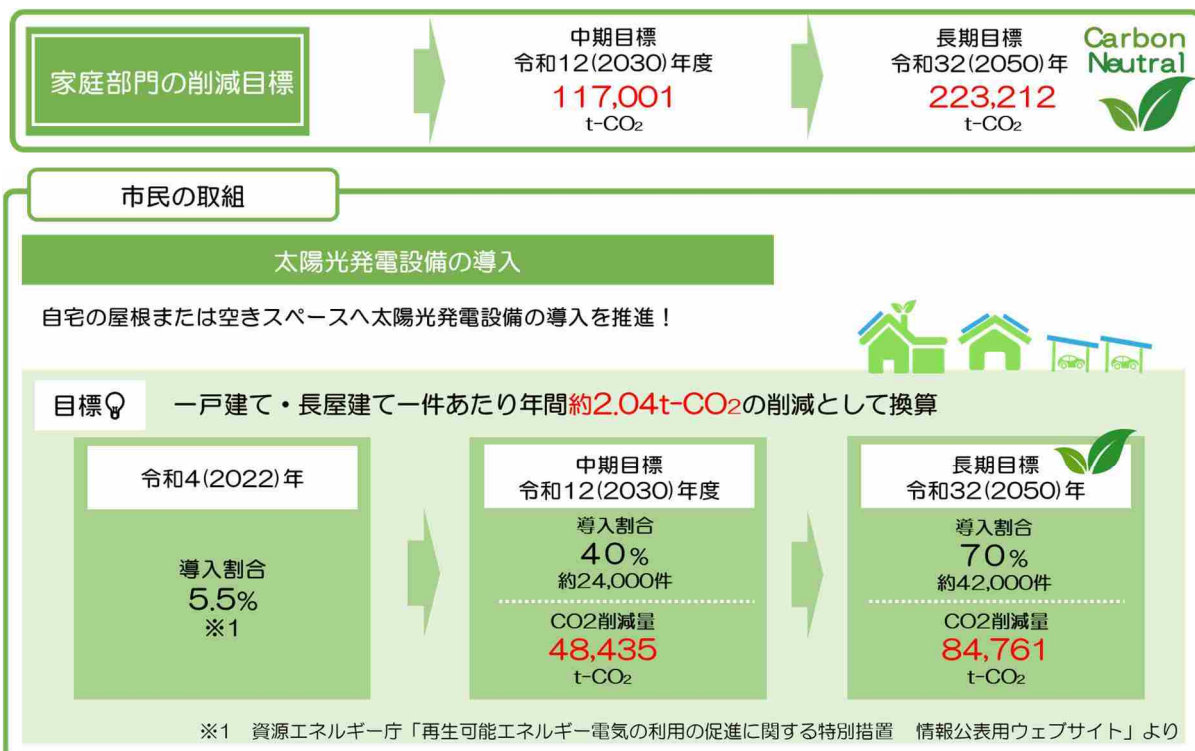 家庭部門の削減目標
中期目標
令和12(2030)年度
117,001
t-CO₂
長期目標
令和32(2050)年
223,212
t-CO₂
Carbon
Neutral
市民の取組
太陽光発電設備の導入
自宅の屋根または空きスペースへ太陽光発電設備の導入を推進！
目標
一戸建て・長屋建て一件あたり年間約2.04t-CO₂の削減として換算
令和4(2022)年
導入割合
5.5%
※1
中期目標
令和12(2030)年度
導入割合
40%
約24,000件
CO2削減量
48,435
t-CO₂
長期目標
令和32(2050)年
導入割合
70%
約42,000件
CO2削減量
84,761
t-CO₂
※1　資源エネルギー庁「再生可能エネルギー電気の利用の促進に関する特別措置　情報公表用ウェブサイト」より